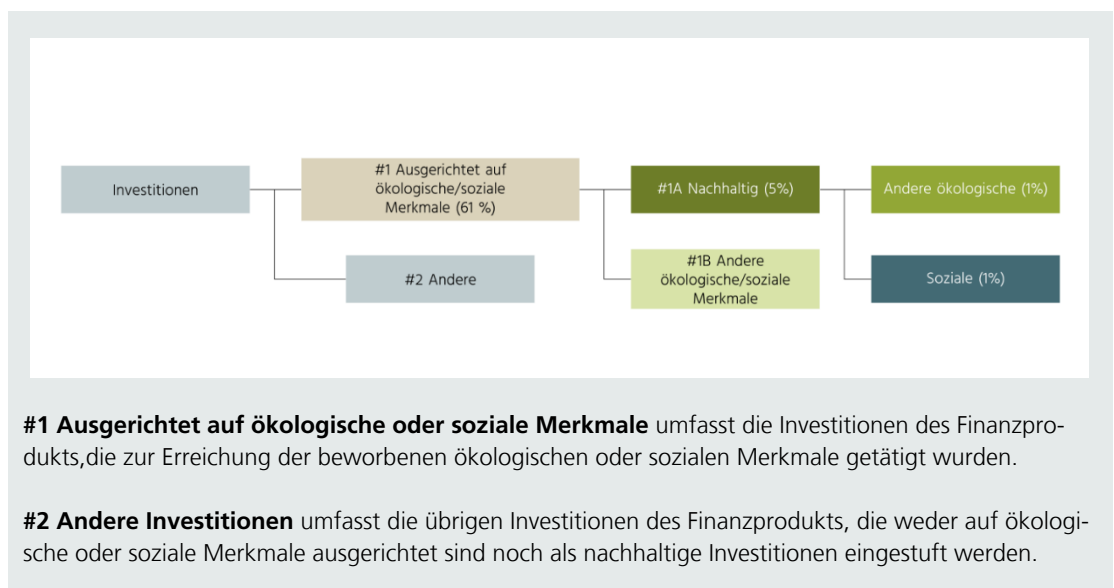 Investitionen
#1 Ausgerichtet auf
ökologische/soziale
Merkmale (61 %)
#1A Nachhaltig (5%)
Andere ökologische (1%)
#2 Andere
#1B Andere
ökologische/soziale
Merkmale
Soziale (1%)
#1 Ausgerichtet auf ökologische oder soziale Merkmale umfasst die Investitionen des Finanzpro-
dukts,die zur Erreichung der beworbenen ökologischen oder sozialen Merkmale getätigt wurden.
#2 Andere Investitionen umfasst die übrigen Investitionen des Finanzprodukts, die weder auf ökologi-
sche oder soziale Merkmale ausgerichtet sind noch als nachhaltige Investitionen eingestuft werden.